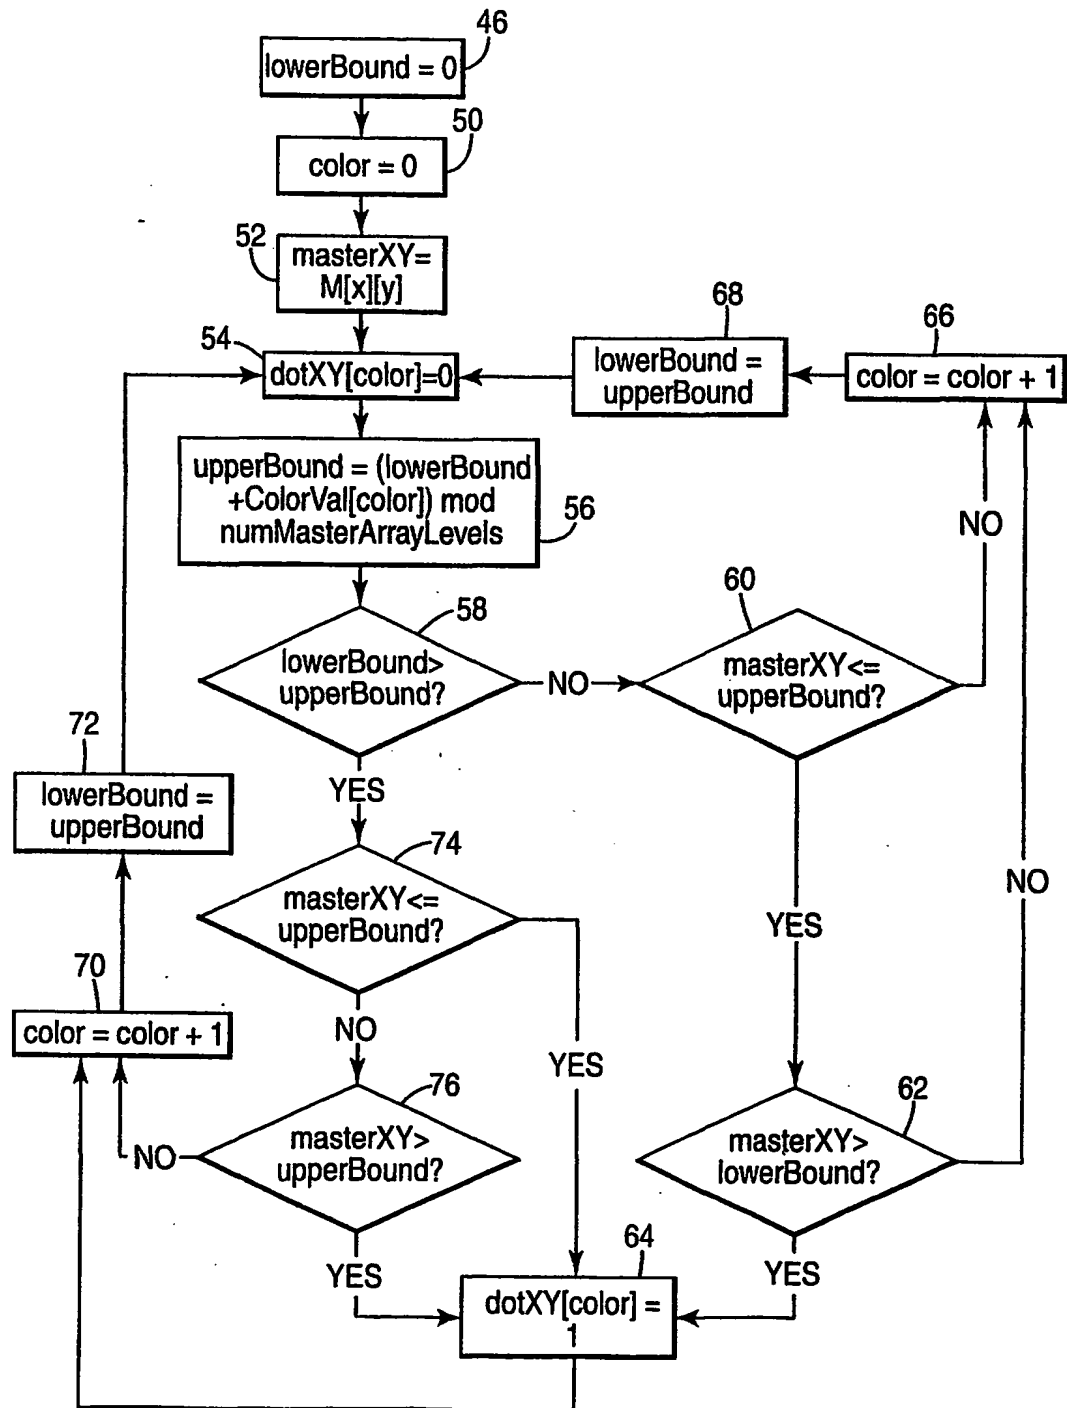 46
lowerBound = 0
50
color = 0
52
masterXY=
M[x][y]
54
dotXY[color]=0
68
lowerBound =
upperBound
66
color = color + 1
upperBound = (lowerBound
+ColorVal[color]) mod
numMasterArrayLevels
56
NO
58
lowerBound>
upperBound?
NO
60
masterXY<=
upperBound?
72
lowerBound =
upperBound
YES
74
masterXY<=
upperBound?
YES
NO
70
color = color + 1
NO
YES
76
masterXY>
upperBound?
NO
62
masterXY>
lowerBound?
YES
64
dotXY[color] =
1
YES